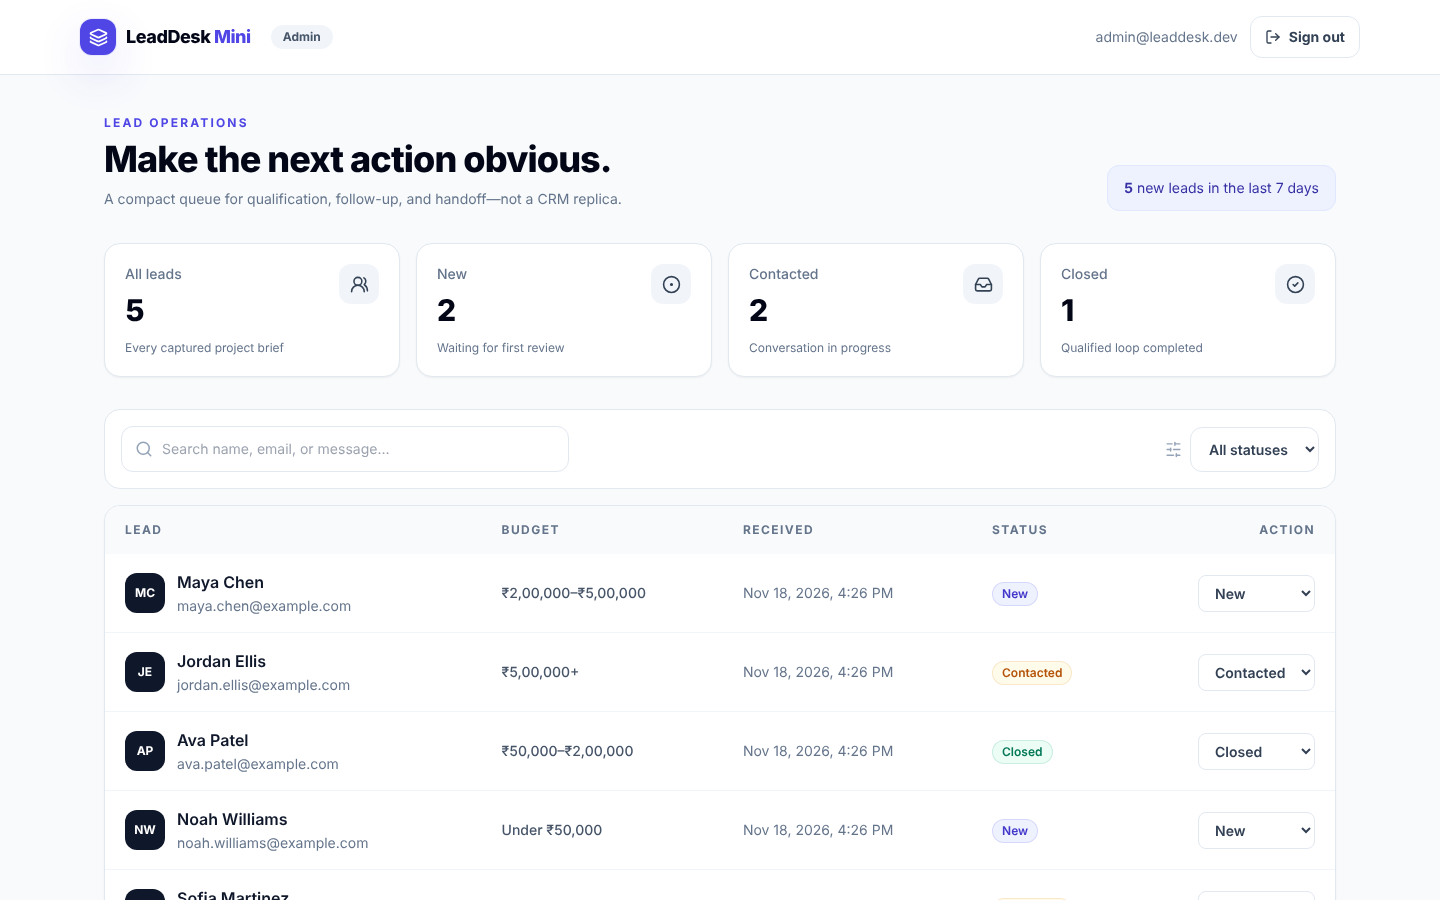 LeadDesk Mini
Admin
admin@leaddesk.dev
Sign out
LEAD OPERATIONS
Make the next action obvious.
A compact queue for qualification, follow-up, and handoff—not a CRM replica.
5 new leads in the last 7 days
All leads
5
Every captured project brief
New
2
Waiting for first review
Contacted
2
Conversation in progress
Closed
1
Qualified loop completed
Search name, email, or message...
All statuses
LEAD BUDGET RECEIVED STATUS ACTION
MC Maya Chen
maya.chen@example.com
₹2,00,000–₹5,00,000 Nov 18, 2026, 4:26 PM New New
JE Jordan Ellis
jordan.ellis@example.com
₹5,00,000+ Nov 18, 2026, 4:26 PM Contacted Contacted
AP Ava Patel
ava.patel@example.com
₹50,000–₹2,00,000 Nov 18, 2026, 4:26 PM Closed Closed
NW Noah Williams
noah.williams@example.com
Under ₹50,000 Nov 18, 2026, 4:26 PM New New
Sofia Martinez